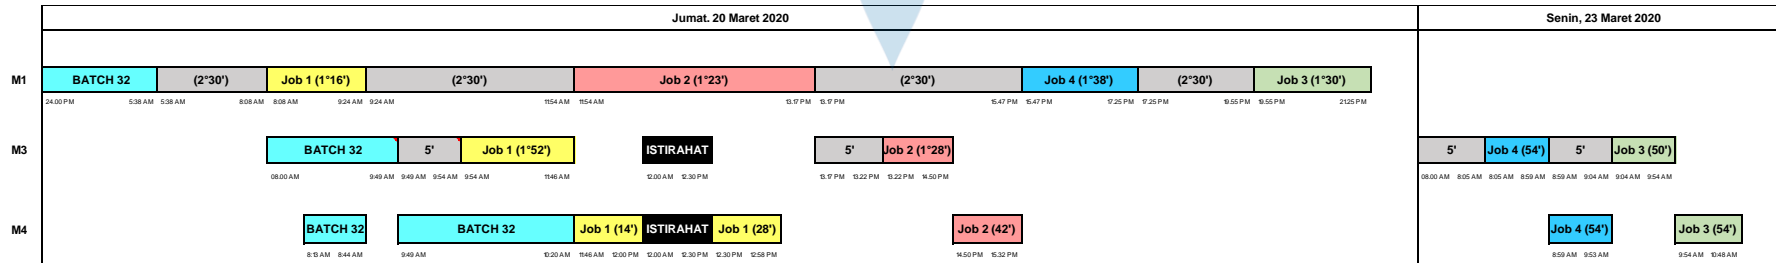 Jumat. 20 Maret 2020 Senin, 23 Maret 2020
M1 BATCH 32 (2°30') Job 1 (1°16') (2°30') Job 2 (1°23') (2°30') Job 4 (1°38') (2°30') Job 3 (1°30')
24.00 PM 5:38 AM 5:38 AM 8:08 AM 8:08 AM 9:24 AM 9:24 AM 11:54 AM 11:54 AM 13.17 PM 13.17 PM 15.47 PM 15.47 PM 17.25 PM 17.25 PM 19.55 PM 19.55 PM 21.25 PM
M3 BATCH 32 5' Job 1 (1°52') ISTIRAHAT 5' Job 2 (1°28') 5' Job 4 (54') 5' Job 3 (50')
08.00 AM 9:49 AM 9:49 AM 9:54 AM 9:54 AM 11:46 AM 12.00 AM 12.30 PM 13.17 PM 13.22 PM 13.22 PM 14.50 PM 08.00 AM 8:05 AM 8:05 AM 8:59 AM 8:59 AM 9:04 AM 9:04 AM 9:54 AM
M4 BATCH 32 BATCH 32 Job 1 (14') ISTIRAHAT Job 1 (28') Job 2 (42') Job 4 (54') Job 3 (54')
8:13 AM 8:44 AM 9:49 AM 10:20 AM 11:46 AM 12:00 PM 12.00 AM 12.30 PM 12.30 PM 12:58 PM 14.50 PM 15.32 PM 8:59 AM 9:53 AM 9:54 AM 10:48 AM